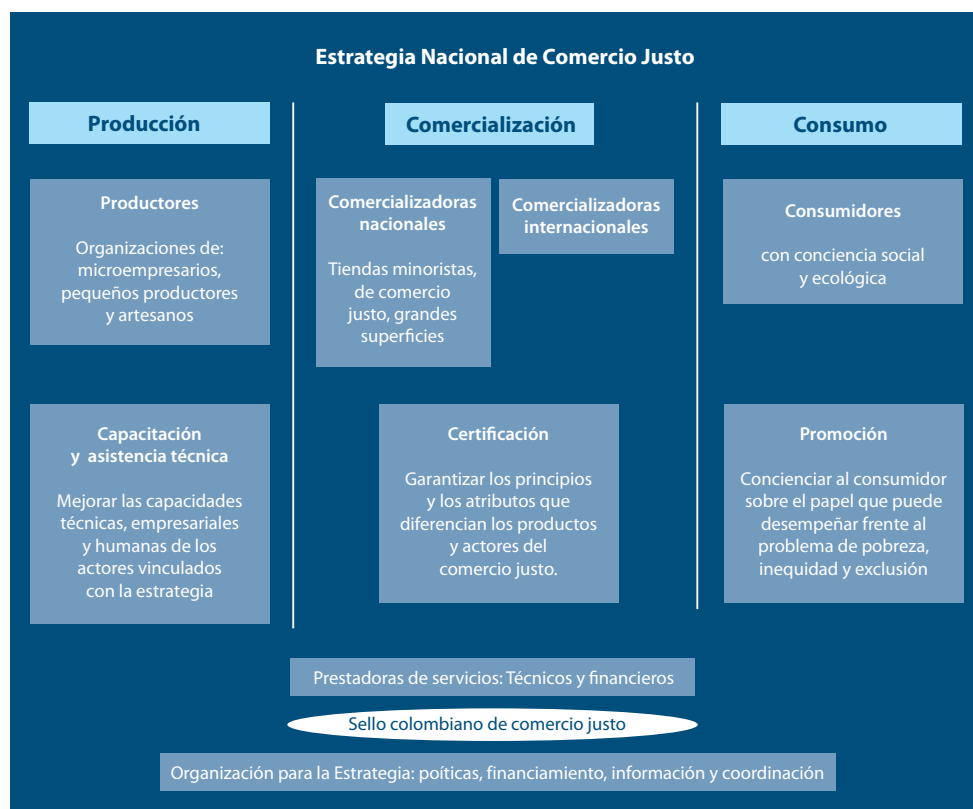 Estrategia Nacional de Comercio Justo
Producción
Productores
Organizaciones de:
microempresarios,
pequeños productores
y artesanos
Capacitación
y asistencia técnica
Mejorar las capacidades
técnicas, empresariales
y humanas de los
actores vinculados
con la estrategia
Comercialización
Comercializadoras
nacionales
Tiendas minoristas,
de comercio
justo, grandes
superficies
Comercializadoras
internacionales
Certificación
Garantizar los principios
y los atributos que
diferencian los productos
y actores del
comercio justo.
Consumo
Consumidores
con conciencia social
y ecológica
Promoción
Concienciar al consumidor
sobre el papel que puede
desempeñar frente al
problema de pobreza,
inequidad y exclusión
Prestadoras de servicios: Técnicos y financieros
Sello colombiano de comercio justo
Organización para la Estrategia: poíticas, financiamiento, información y coordinación